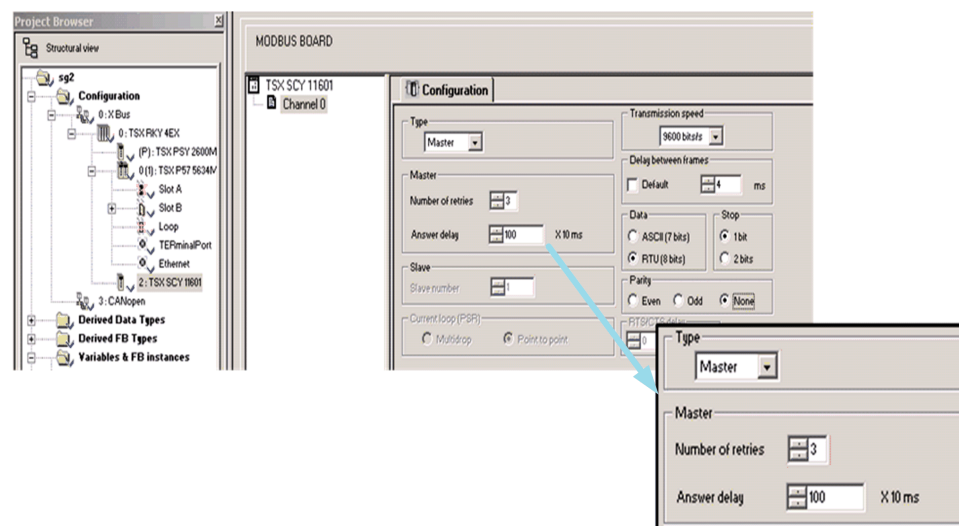 Project Browser
Structural view
sg2
Configuration
0 : X Bus
0 : TSX RKY 4EX
(P) : TSX PSY 2600M
0 (1) : TSX P57 5634M
Slot A
Slot B
Loop
TERminalPort
Ethernet
2 : TSX SCY 11601
3 : CANopen
Derived Data Types
Derived FB Types
Variables & FB instances
MODBUS BOARD
TSX SCY 11601
Channel 0
Configuration
Type
Master
Master
Number of retries 3
Answer delay 100 X 10 ms
Slave
Slave number 1
Current loop (PSR)
Multidrop Point to point
Transmission speed
9600 bits/s
Delay between frames
Default 4 ms
Data
ASCII (7 bits)
RTU (8 bits)
Stop
1 bit
2 bits
Parity
Even Odd None
RTS/CTS delay
0
Type
Master
Master
Number of retries 3
Answer delay 100 X 10 ms